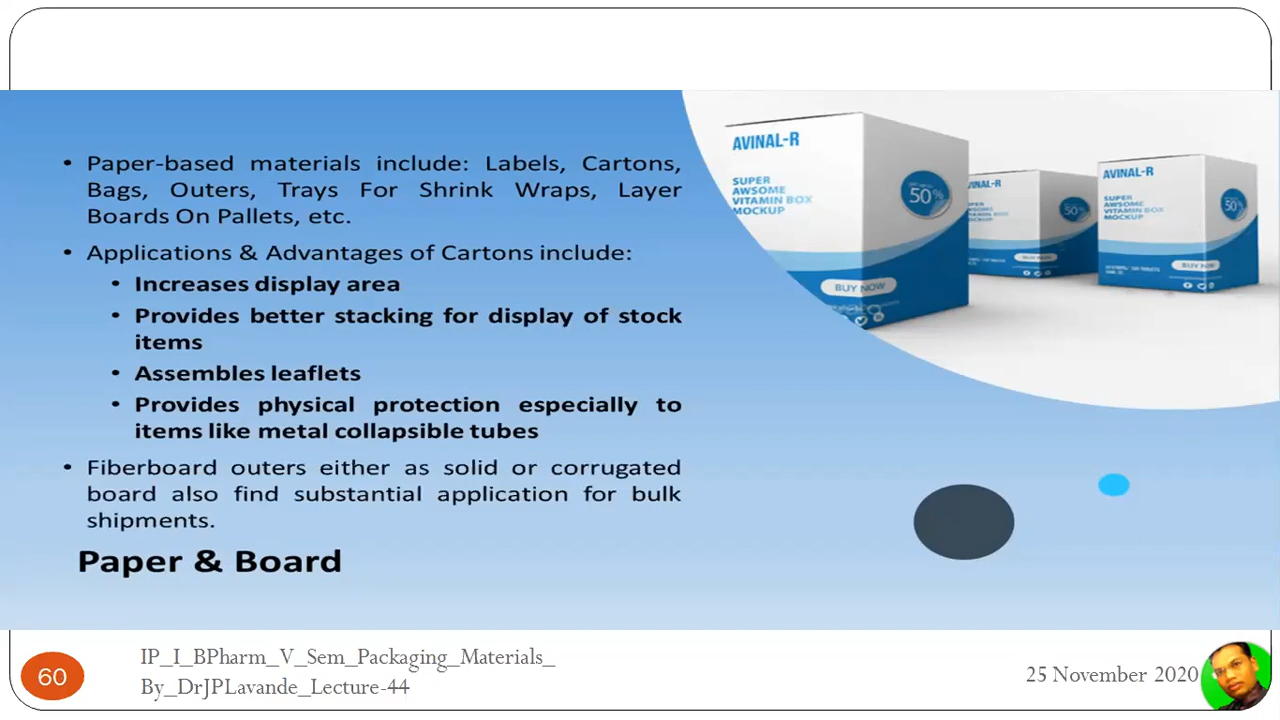 • Paper-based materials include: Labels, Cartons,
Bags, Outers, Trays For Shrink Wraps, Layer
Boards On Pallets, etc.
• Applications & Advantages of Cartons include:
• Increases display area
• Provides better stacking for display of stock
items
• Assembles leaflets
• Provides physical protection especially to
items like metal collapsible tubes
• Fiberboard outers either as solid or corrugated
board also find substantial application for bulk
shipments.
Paper & Board
AVINAL-R
SUPER
AWSOME
VITAMIN BOX
MOCKUP
50%
BUY NOW
50%
AVINAL-R
SUPER
AWSOME
VITAMIN BOX
MOCKUP
50%
BUY NOW
60
IP_I_BPharm_V_Sem_Packaging_Materials_
By_DrJPLavande_Lecture-44
25 November 2020